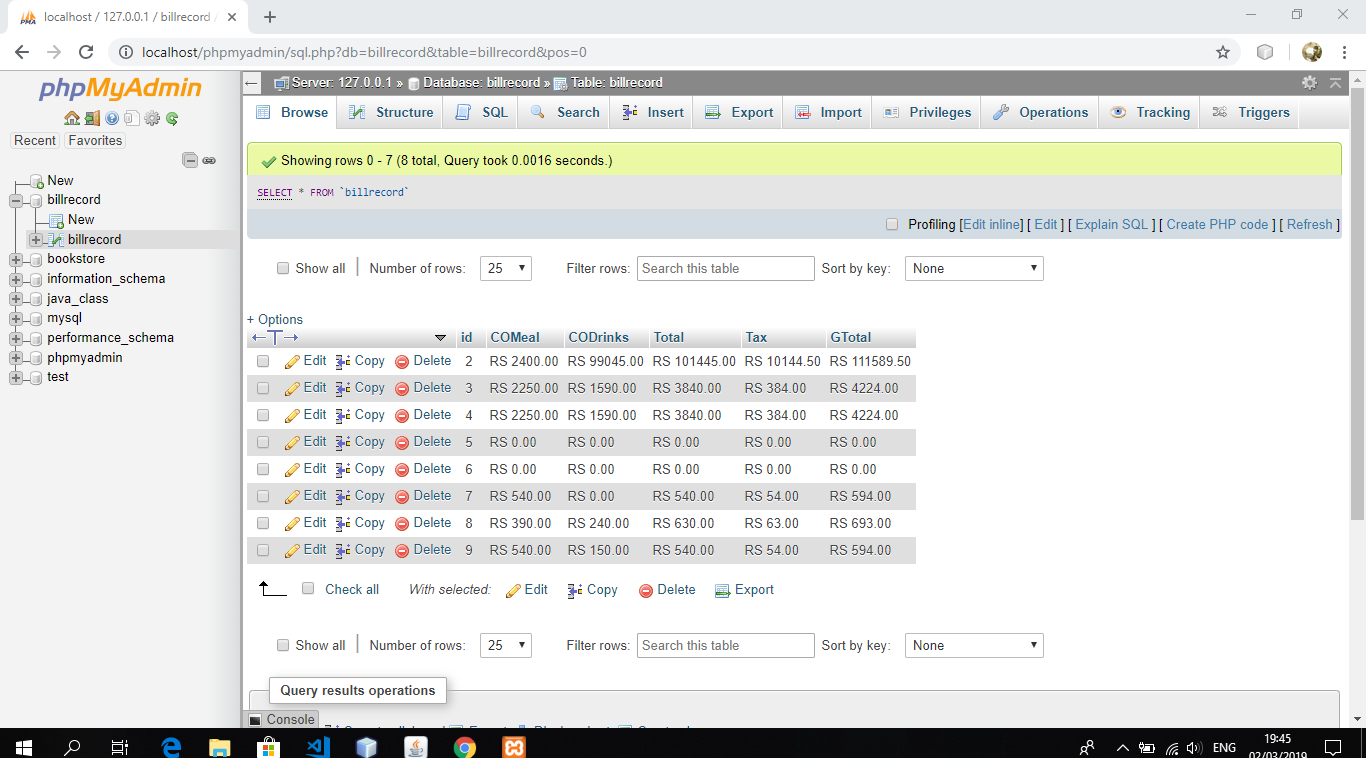 localhost / 127.0.0.1 / billrecord /
localhost/phpmyadmin/sql.php?db=billrecord&table=billrecord&pos=0
phpMyAdmin
Recent Favorites
New
billrecord
New
billrecord
bookstore
information_schema
java_class
mysql
performance_schema
phpmyadmin
test
Server: 127.0.0.1 » Database: billrecord » Table: billrecord
Browse Structure SQL Search Insert Export Import Privileges Operations Tracking Triggers
Showing rows 0 - 7 (8 total, Query took 0.0016 seconds.)
SELECT * FROM `billrecord`
Profiling [Edit inline] [ Edit ] [ Explain SQL ] [ Create PHP code ] [ Refresh ]
Show all Number of rows: 25 Filter rows: Search this table Sort by key: None
+ Options
id COMeal CODrinks Total Tax GTotal
Edit Copy Delete 2 RS 2400.00 RS 99045.00 RS 101445.00 RS 10144.50 RS 111589.50
Edit Copy Delete 3 RS 2250.00 RS 1590.00 RS 3840.00 RS 384.00 RS 4224.00
Edit Copy Delete 4 RS 2250.00 RS 1590.00 RS 3840.00 RS 384.00 RS 4224.00
Edit Copy Delete 5 RS 0.00 RS 0.00 RS 0.00 RS 0.00 RS 0.00
Edit Copy Delete 6 RS 0.00 RS 0.00 RS 0.00 RS 0.00 RS 0.00
Edit Copy Delete 7 RS 540.00 RS 0.00 RS 540.00 RS 54.00 RS 594.00
Edit Copy Delete 8 RS 390.00 RS 240.00 RS 630.00 RS 63.00 RS 693.00
Edit Copy Delete 9 RS 540.00 RS 150.00 RS 540.00 RS 54.00 RS 594.00
Check all With selected: Edit Copy Delete Export
Show all Number of rows: 25 Filter rows: Search this table Sort by key: None
Query results operations
Console
ENG
19:45
02/03/2019